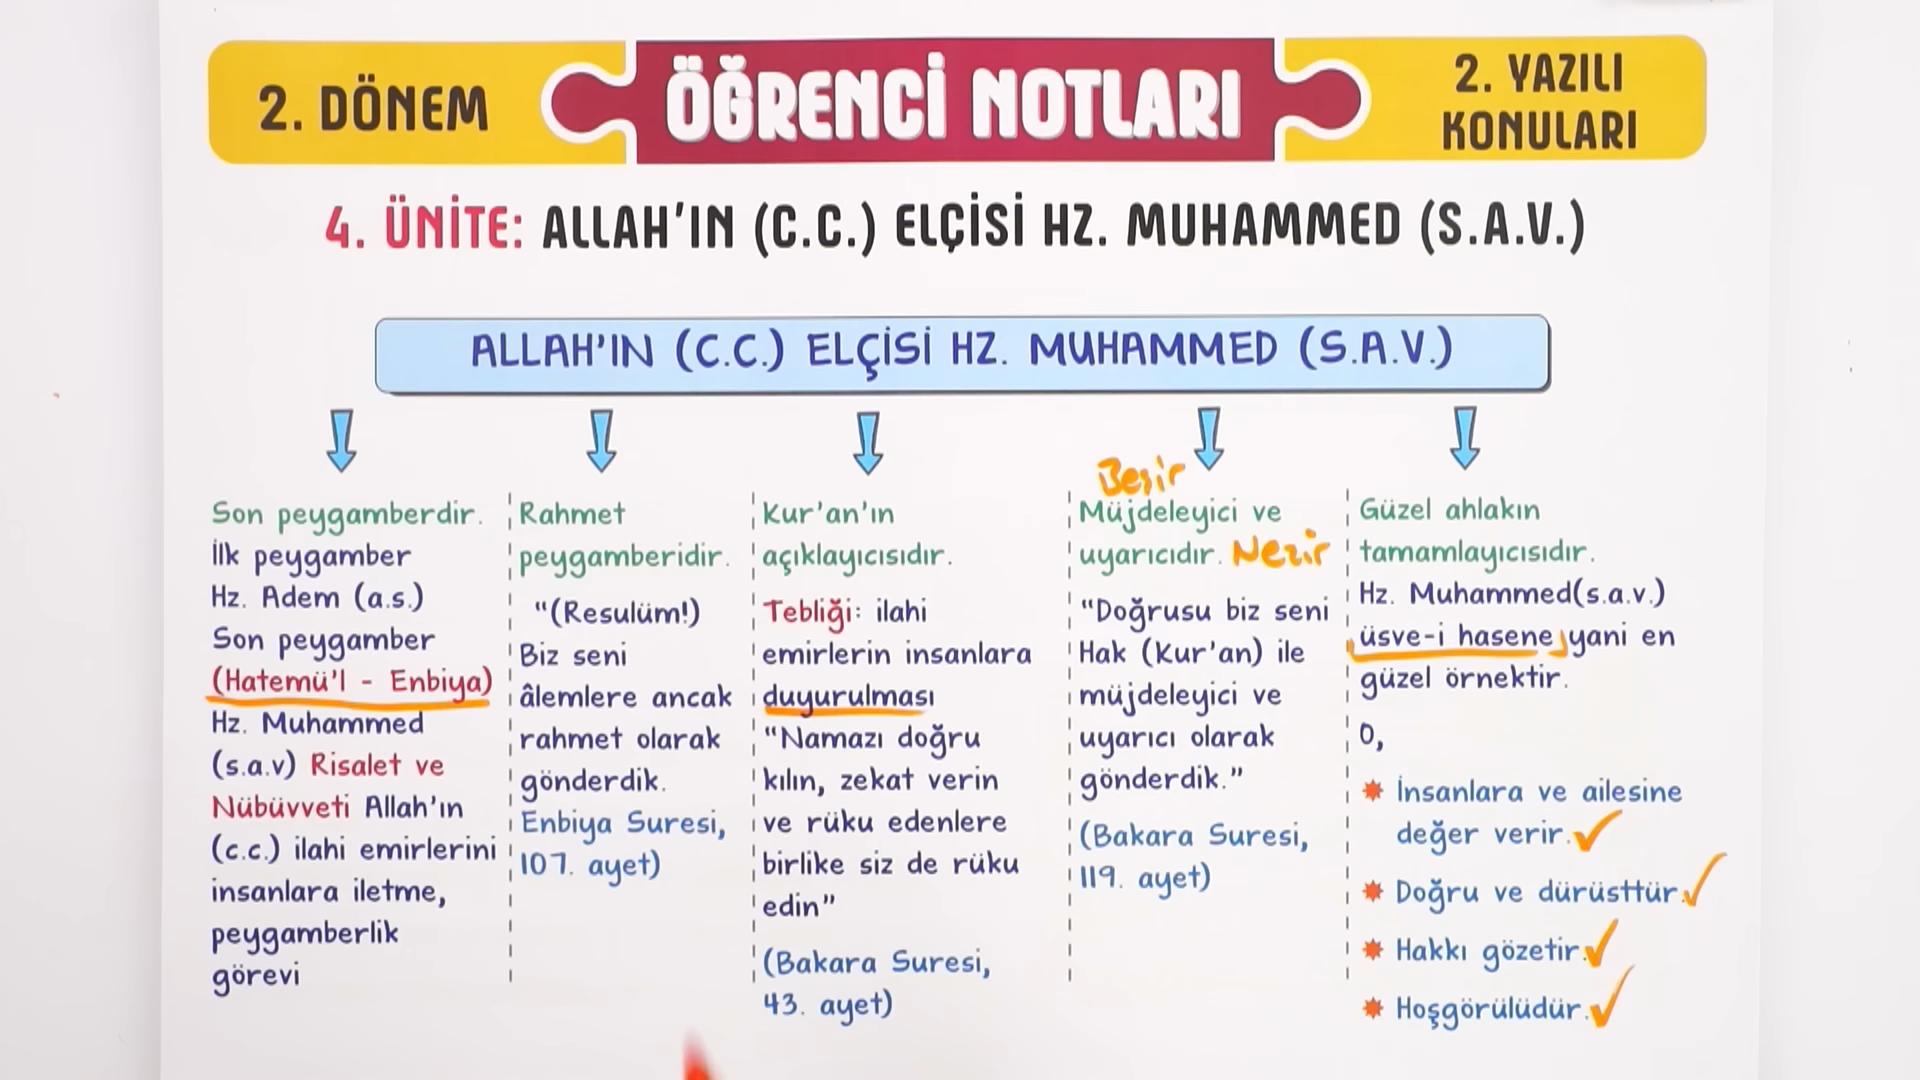 2. DÖNEM
ÖĞRENCİ NOTLARI
2. YAZILI
KONULARI
4. ÜNİTE: ALLAH'IN (C.C.) ELÇİSİ HZ. MUHAMMED (S.A.V.)
ALLAH'IN (C.C.) ELÇİSİ HZ. MUHAMMED (S.A.V.)
Son peygamberdir.
İlk peygamber
Hz. Adem (a.s.)
Son peygamber
(Hatemü'l - Enbiya)
Hz. Muhammed
(s.a.v) Risalet ve
Nübüvveti Allah'ın
(c.c.) ilahi emirlerini
insanlara iletme,
peygamberlik
görevi
Rahmet
peygamberidir.
"(Resulüm!)
Biz seni
âlemlere ancak
rahmet olarak
gönderdik.
Enbiya Suresi,
107. ayet)
Kur'an'ın
açıklayıcısıdır.
Tebliği: ilahi
emirlerin insanlara
duyurulması
"Namazı doğru
kılın, zekat verin
ve rüku edenlere
birlike siz de rüku
edin"
(Bakara Suresi,
43. ayet)
Beşir
Müjdeleyici ve
uyarıcıdır. Nezir
"Doğrusu biz seni
Hak (Kur'an) ile
müjdeleyici ve
uyarıcı olarak
gönderdik."
(Bakara Suresi,
119. ayet)
Güzel ahlakın
tamamlayıcısıdır.
Hz. Muhammed(s.a.v.)
üsve-i hasene yani en
güzel örnektir.
O,
İnsanlara ve ailesine
değer verir.
Doğru ve dürüsttür.
Hakkı gözetir.
Hoşgörülüdür.